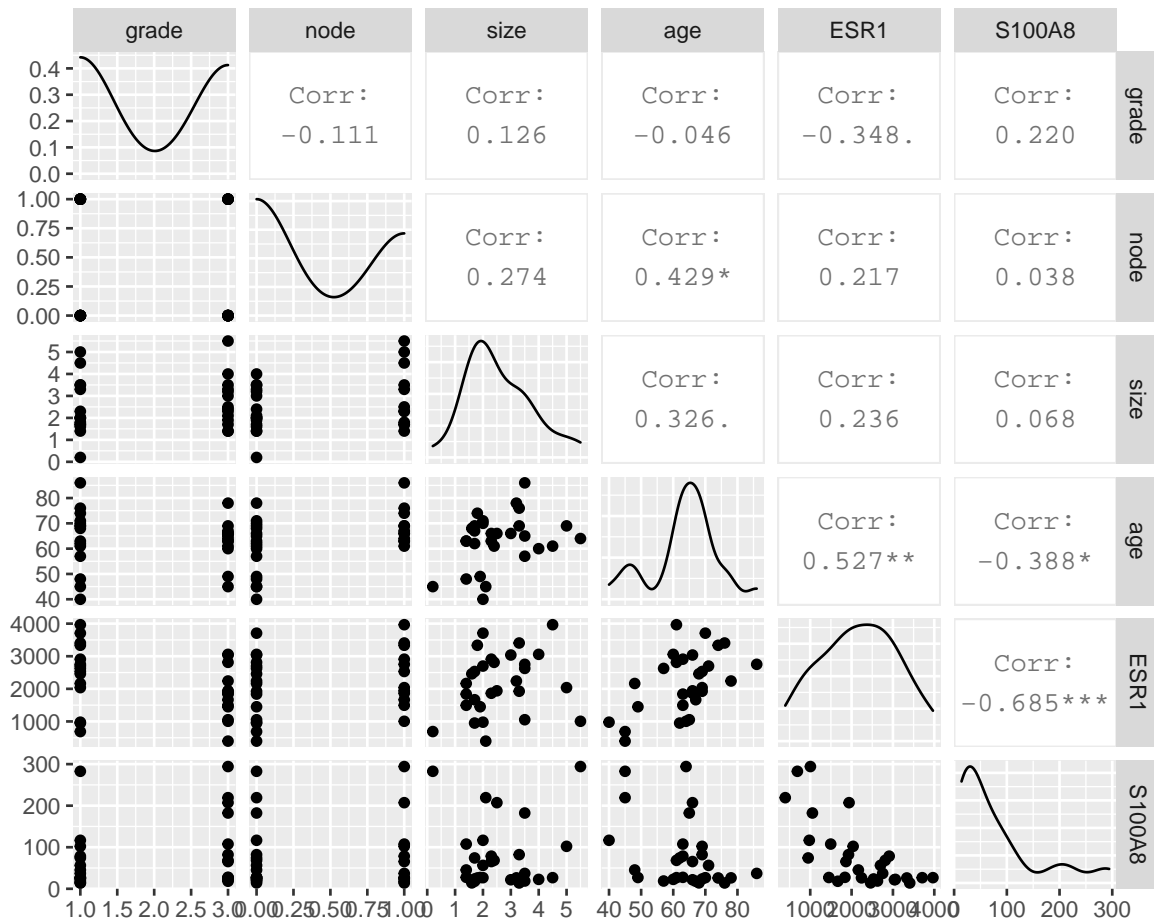 grade node size age ESR1 S100A8
0.4
0.3
0.2
0.1
0.0
Corr:
-0.111
Corr:
0.126
Corr:
-0.046
Corr:
-0.348.
Corr:
0.220
grade
1.00
0.75
0.50
0.25
0.00
Corr:
0.274
Corr:
0.429*
Corr:
0.217
Corr:
0.038
node
5
4
3
2
1
0
Corr:
0.326.
Corr:
0.236
Corr:
0.068
size
80
70
60
50
40
Corr:
0.527**
Corr:
-0.388*
age
4000
3000
2000
1000
Corr:
-0.685***
ESR1
300
200
100
0
S100A8
1.0 1.5 2.0 2.5 3.0 0.00 0.25 0.50 0.75 1.00 0 1 2 3 4 5 40 50 60 70 80 1000 2000 3000 4000 0 100 200 300